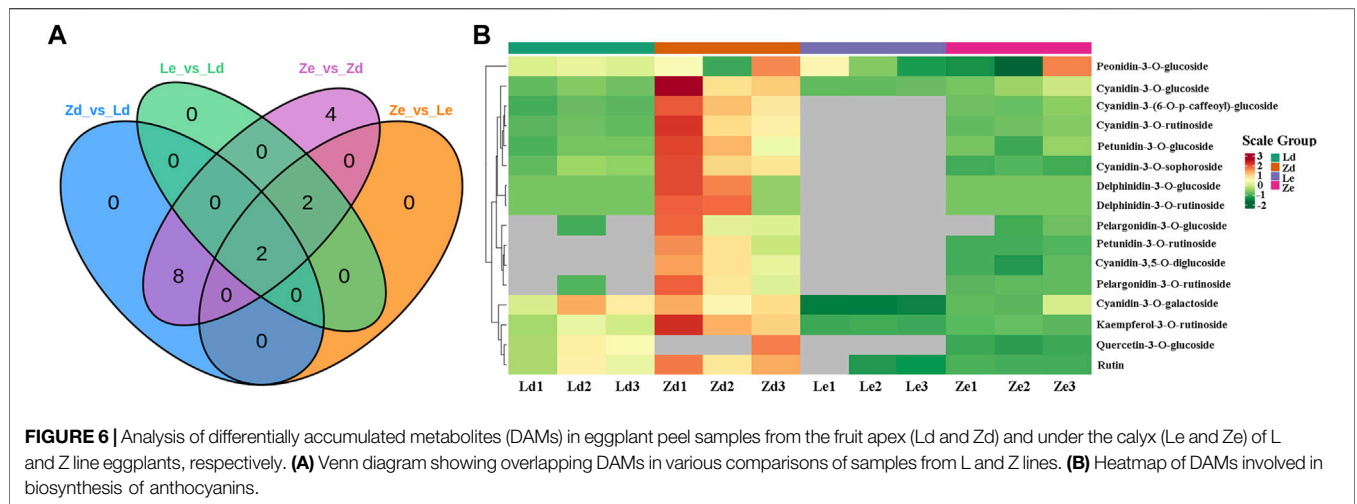 A
Le_vs_Ld
Ze_vs_Zd
Zd_vs_Ld
Ze_vs_Le
0
4
0
0
0
0
0
2
0
2
8
0
0
0
0
B
Peonidin-3-O-glucoside
Cyanidin-3-O-glucoside
Cyanidin-3-(6-O-p-caffeoyl)-glucoside
Cyanidin-3-O-rutinoside
Petunidin-3-O-glucoside
Cyanidin-3-O-sophoroside
Delphinidin-3-O-glucoside
Delphinidin-3-O-rutinoside
Pelargonidin-3-O-glucoside
Petunidin-3-O-rutinoside
Cyanidin-3,5-O-diglucoside
Pelargonidin-3-O-rutinoside
Cyanidin-3-O-galactoside
Kaempferol-3-O-rutinoside
Quercetin-3-O-glucoside
Rutin
Scale Group
3 Ld
2 Zd
1 Le
0 Ze
-1
-2
Ld1 Ld2 Ld3 Zd1 Zd2 Zd3 Le1 Le2 Le3 Ze1 Ze2 Ze3
FIGURE 6 | Analysis of differentially accumulated metabolites (DAMs) in eggplant peel samples from the fruit apex (Ld and Zd) and under the calyx (Le and Ze) of L
and Z line eggplants, respectively. (A) Venn diagram showing overlapping DAMs in various comparisons of samples from L and Z lines. (B) Heatmap of DAMs involved in
biosynthesis of anthocyanins.